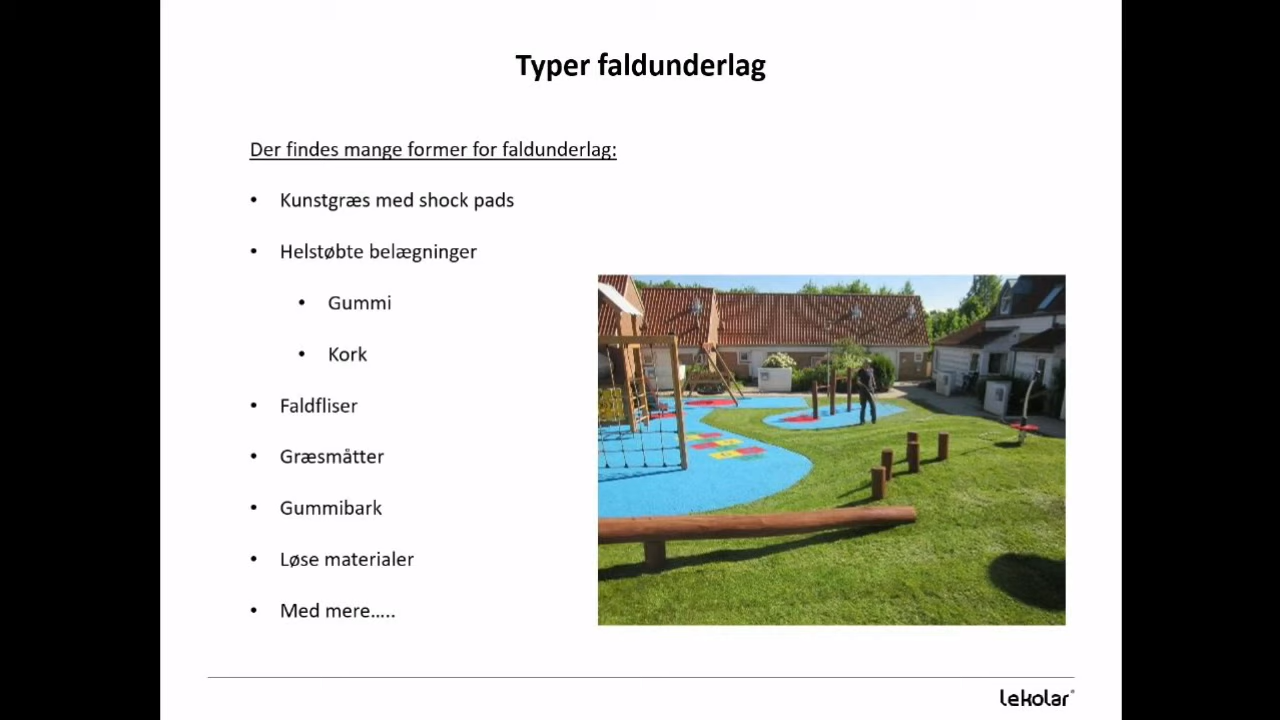 Typer faldunderlag
Der findes mange former for faldunderlag:
• Kunstgræs med shock pads
• Helstøbte belægninger
• Gummi
• Kork
• Faldfliser
• Græsmåtter
• Gummibark
• Løse materialer
• Med mere.....
lekolar®